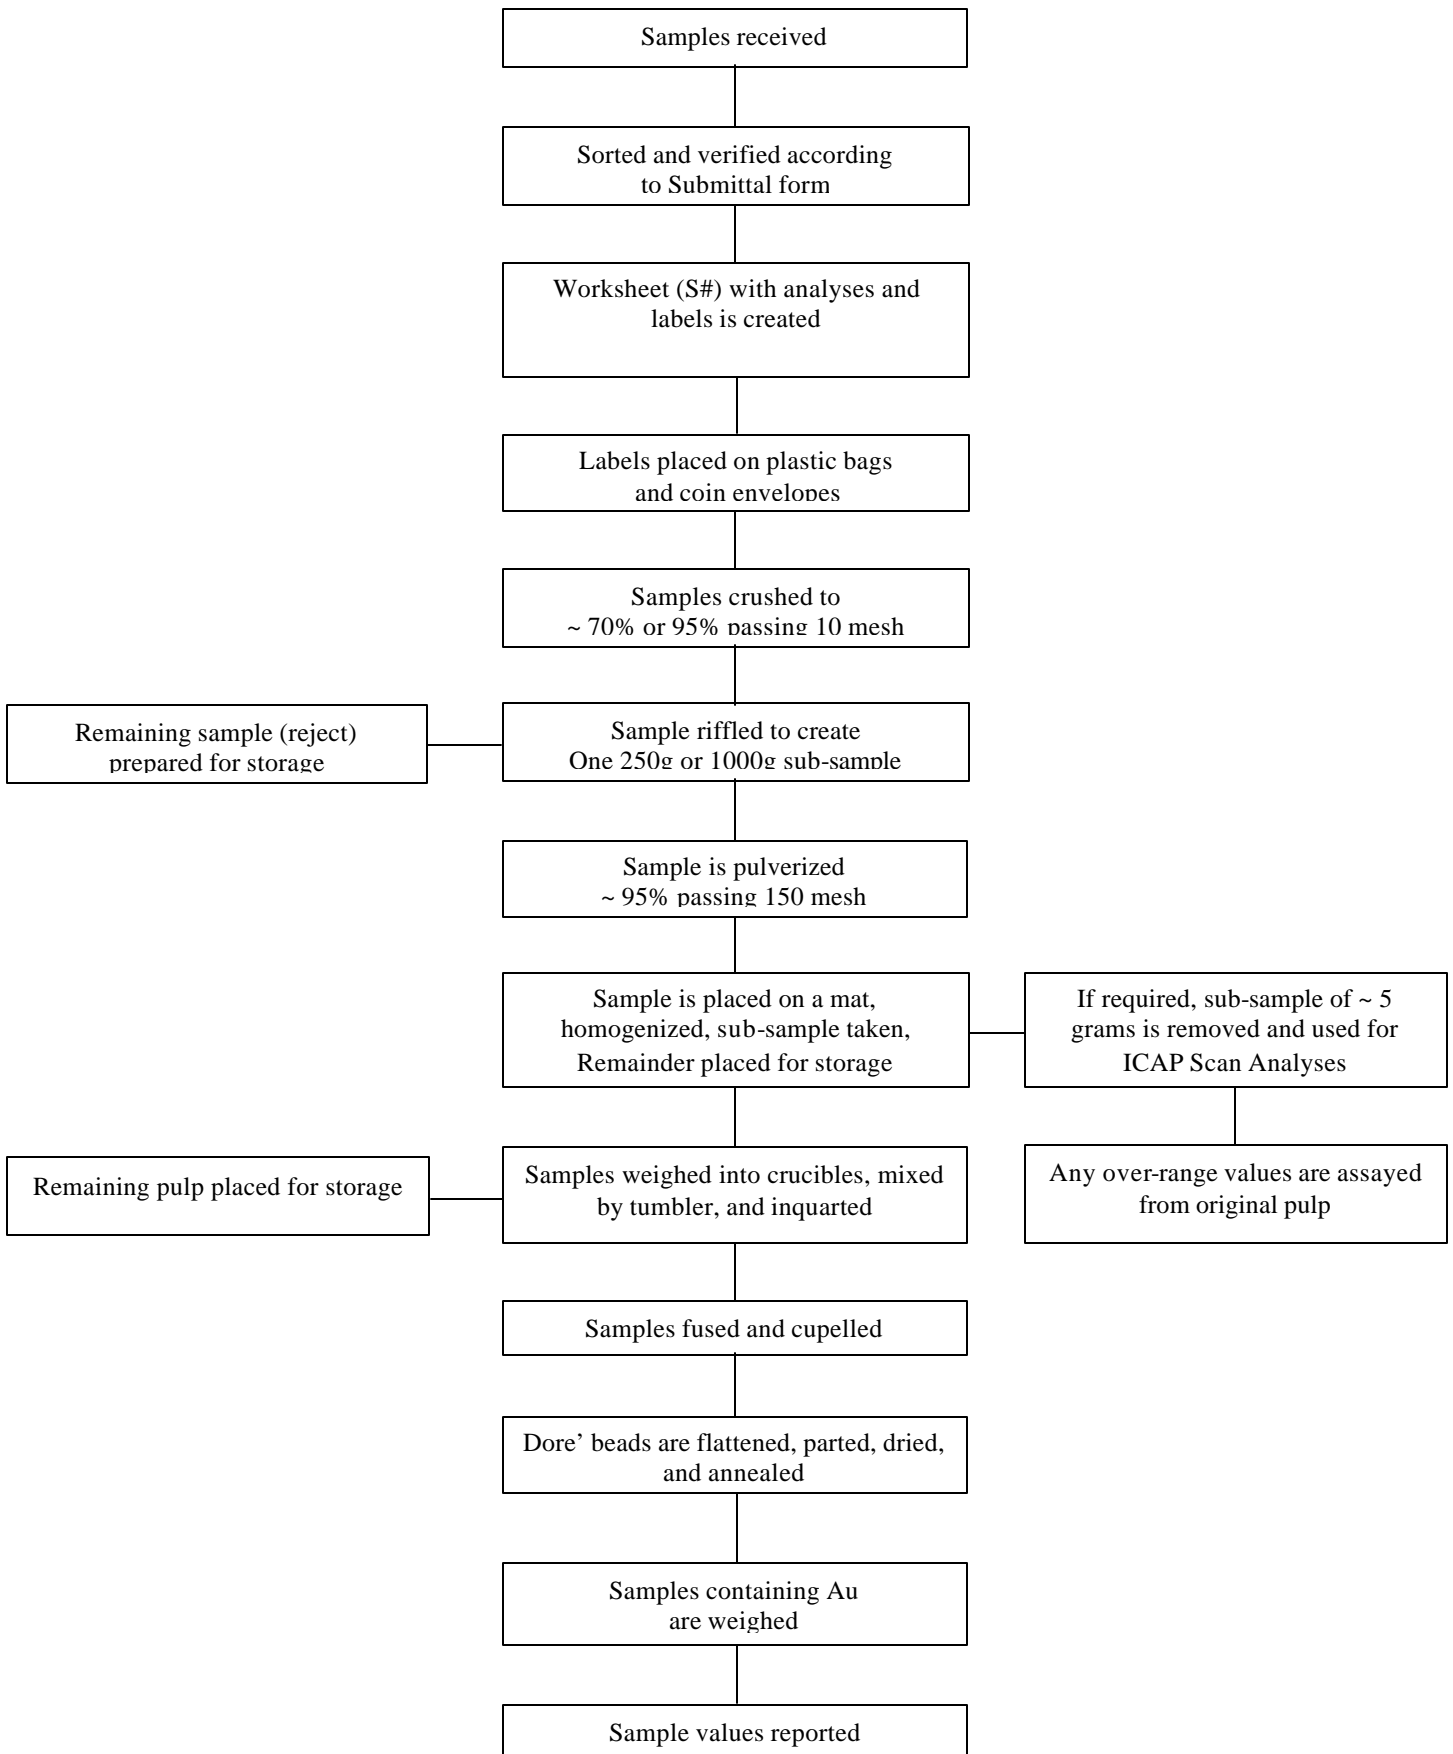 Samples received
Sorted and verified according
to Submittal form
Worksheet (S#) with analyses and
labels is created
Labels placed on plastic bags
and coin envelopes
Samples crushed to
~ 70% or 95% passing 10 mesh
Remaining sample (reject)
prepared for storage
Sample riffled to create
One 250g or 1000g sub-sample
Sample is pulverized
~ 95% passing 150 mesh
Sample is placed on a mat,
homogenized, sub-sample taken,
Remainder placed for storage
If required, sub-sample of ~ 5
grams is removed and used for
ICAP Scan Analyses
Remaining pulp placed for storage
Samples weighed into crucibles, mixed
by tumbler, and inquarted
Any over-range values are assayed
from original pulp
Samples fused and cupelled
Dore’ beads are flattened, parted, dried,
and annealed
Samples containing Au
are weighed
Sample values reported